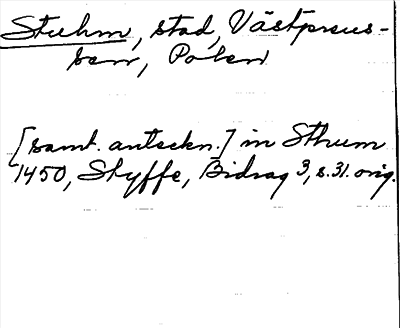 Stuhm, stad, Västpreus-
sen, Polen
[samt. anteckn.] in Sthum
1450, Styffe, Bidrag 3, s. 31. orig.